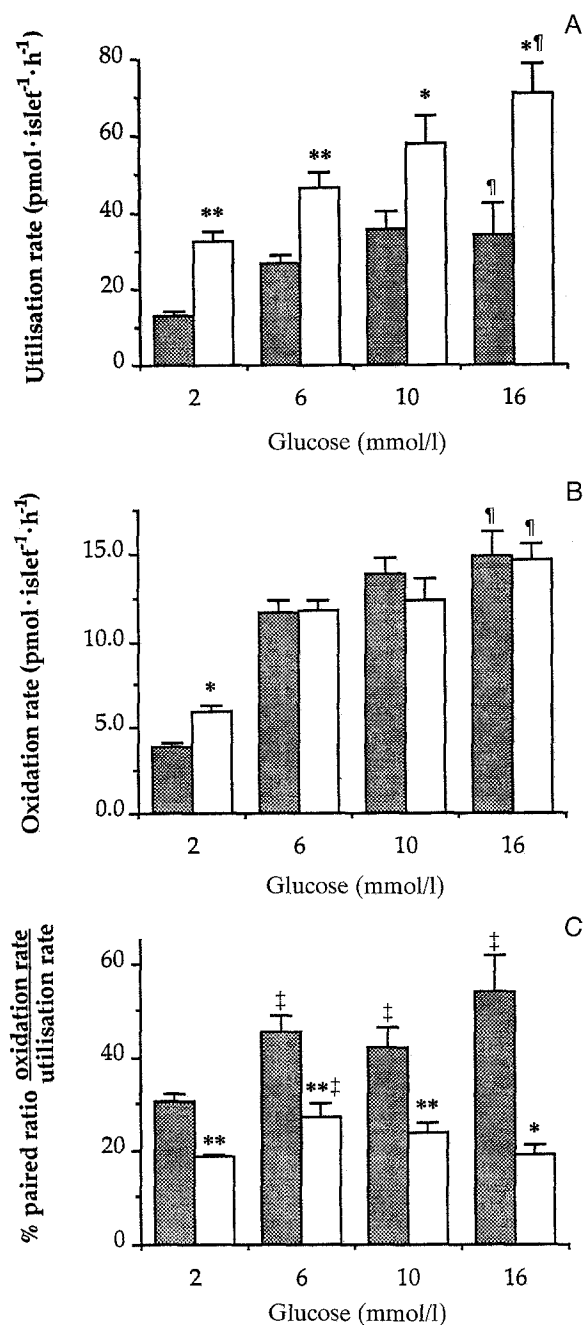 A
Utilisation rate (pmol·islet⁻¹·h⁻¹)
80
60
40
20
0
**
**
*
¶
*¶
2 6 10 16
Glucose (mmol/l)
B
Oxidation rate (pmol·islet⁻¹·h⁻¹)
15.0
10.0
5.0
0.0
*
¶ ¶
2 6 10 16
Glucose (mmol/l)
C
% paired ratio oxidation rate
utilisation rate
60
40
20
0
**
‡
**‡
‡
**
‡
*
2 6 10 16
Glucose (mmol/l)